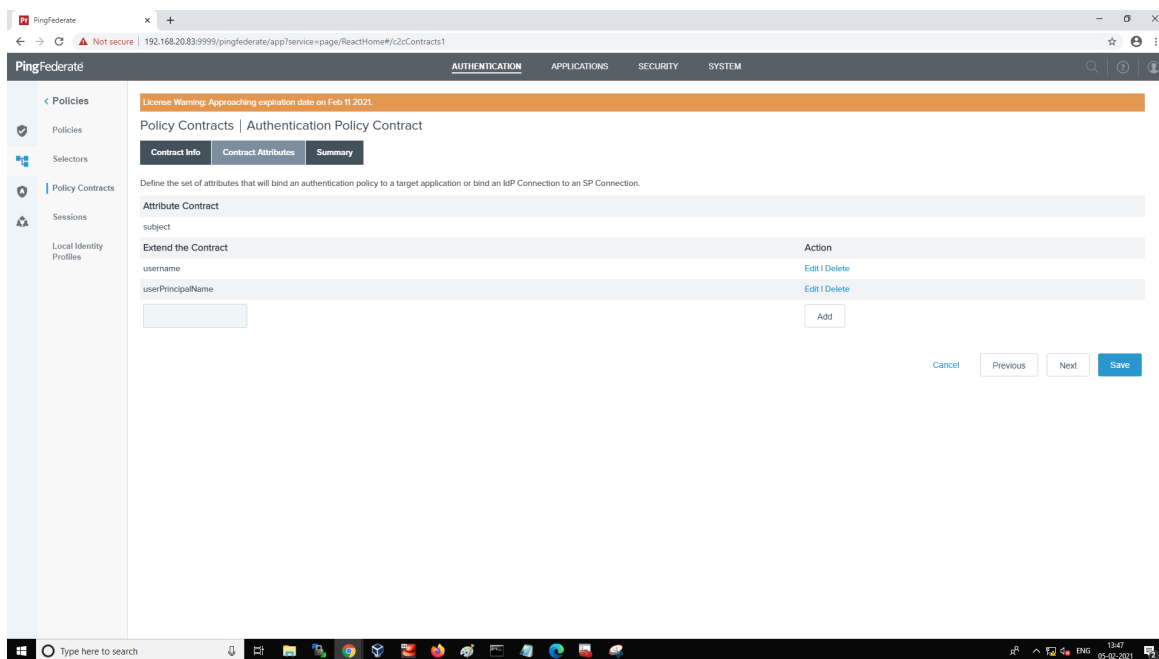 Pf PingFederate
Not secure | 192.168.20.83:9999/pingfederate/app?service=page/ReactHome#/c2cContracts1
PingFederate AUTHENTICATION APPLICATIONS SECURITY SYSTEM
< Policies
Policies
Selectors
Policy Contracts
Sessions
Local Identity
Profiles
License Warning: Approaching expiration date on Feb 11 2021.
Policy Contracts | Authentication Policy Contract
Contract Info Contract Attributes Summary
Define the set of attributes that will bind an authentication policy to a target application or bind an IdP Connection to an SP Connection.
Attribute Contract
subject
Extend the Contract Action
username Edit | Delete
userPrincipalName Edit | Delete
Add
Cancel Previous Next Save
Type here to search
ENG
13:47
05-02-2021